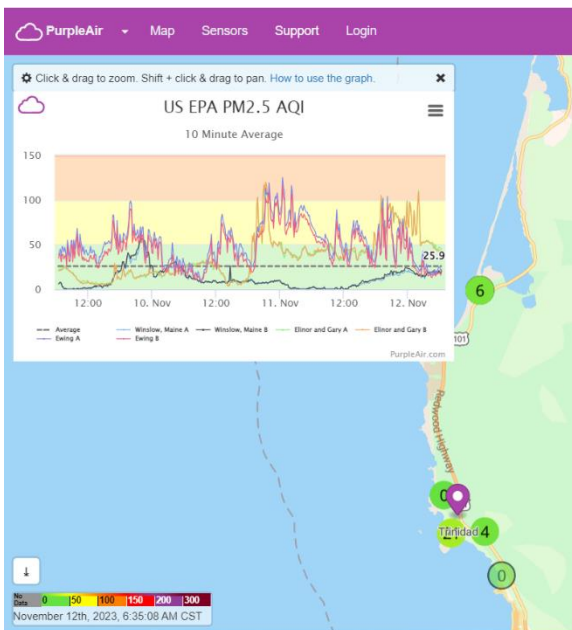 PurpleAir Map Sensors Support Login
Click & drag to zoom. Shift + click & drag to pan. How to use the graph.
US EPA PM2.5 AQI
10 Minute Average
150
100
50
0
25.9
12:00 10. Nov 12:00 11. Nov 12:00 12. Nov
Average Winslow, Maine A Winslow, Maine B Elinor and Gary A Elinor and Gary B
Ewing A Ewing B
PurpleAir.com
6
101
Redwood Highway
0
Trinidad 4
0
No Data 0 50 100 150 200 300
November 12th, 2023, 6:35:08 AM CST